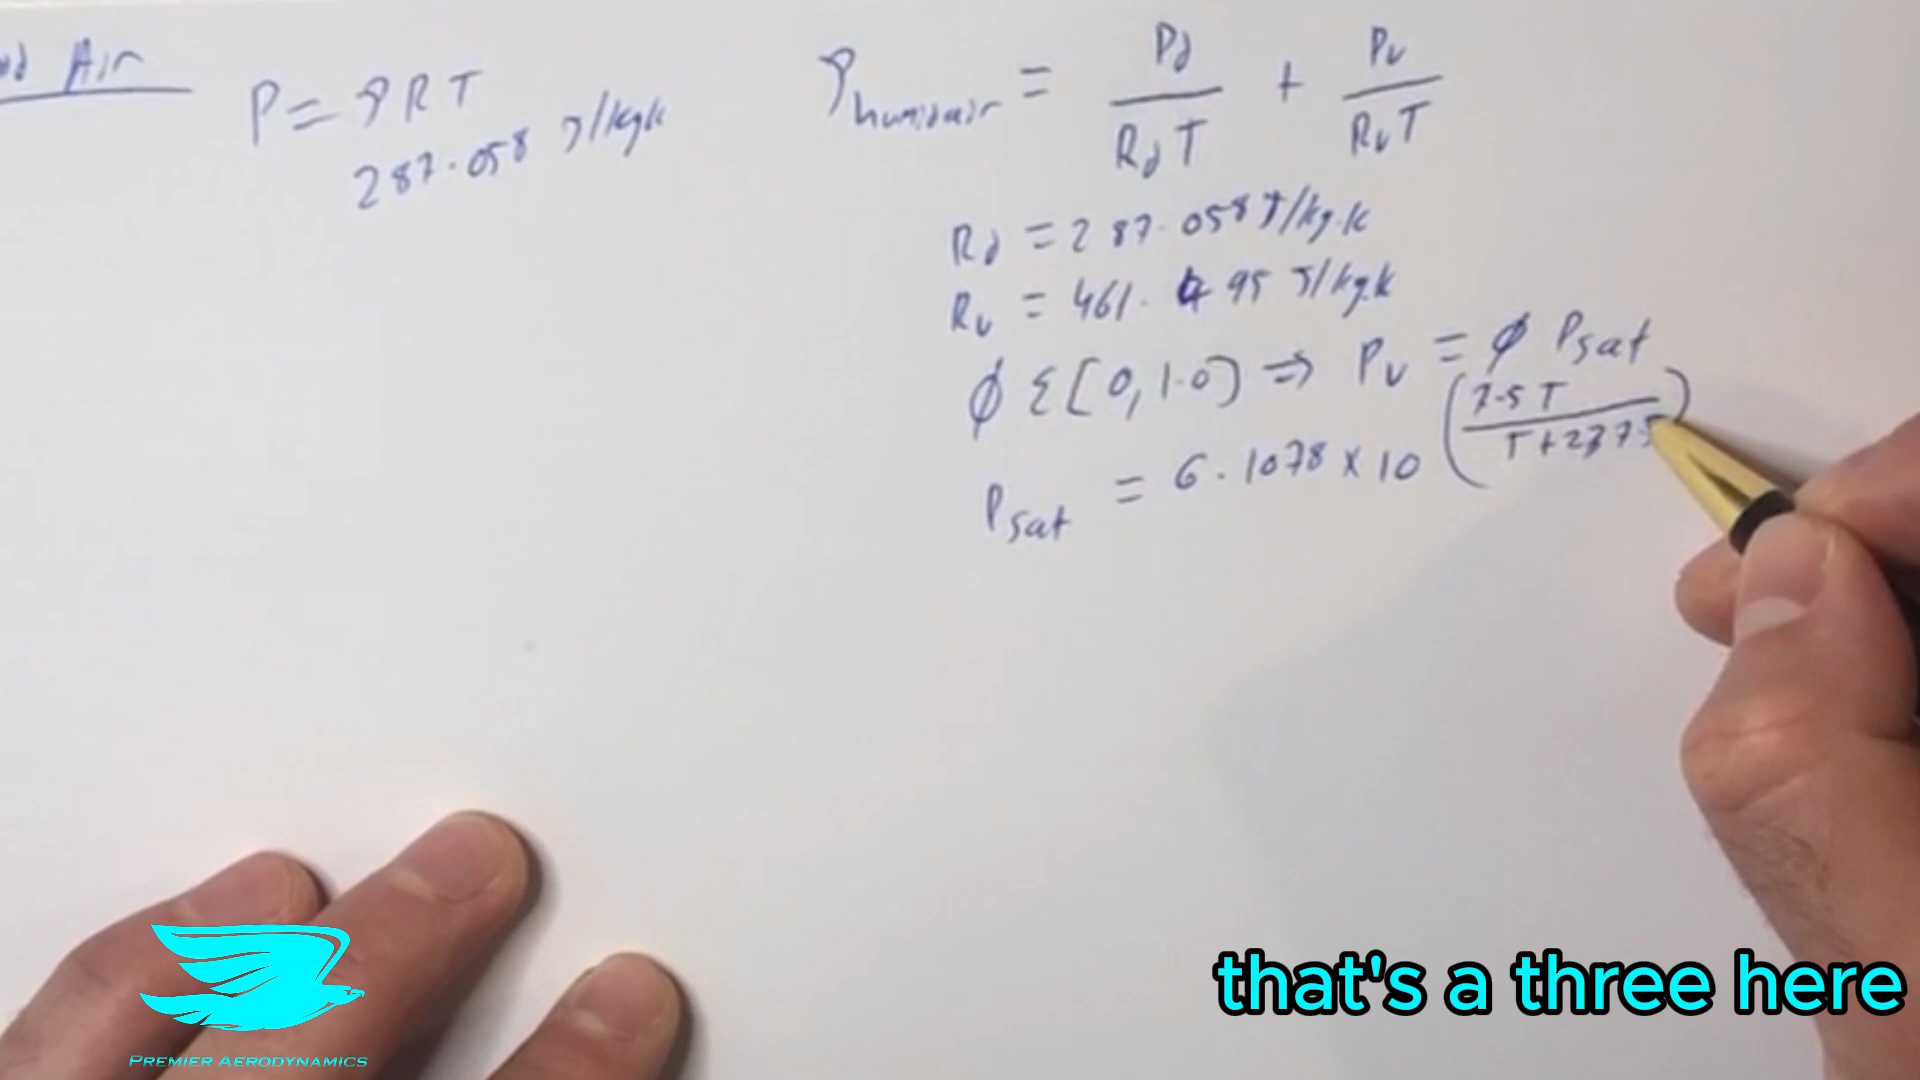 Air
P = ρRT
287.058 J/kgk
ρhumidair = Pd/RdT + Pv/RvT
Rd = 287.058 J/kg.k
Rv = 461.495 J/kg.k
ϕ ε [0, 1.0) ⇒ Pv = ϕ Psat
Psat = 6.1078 x 10 (7.5T/T+237.5)
that's a three here
PREMIER AERODYNAMICS